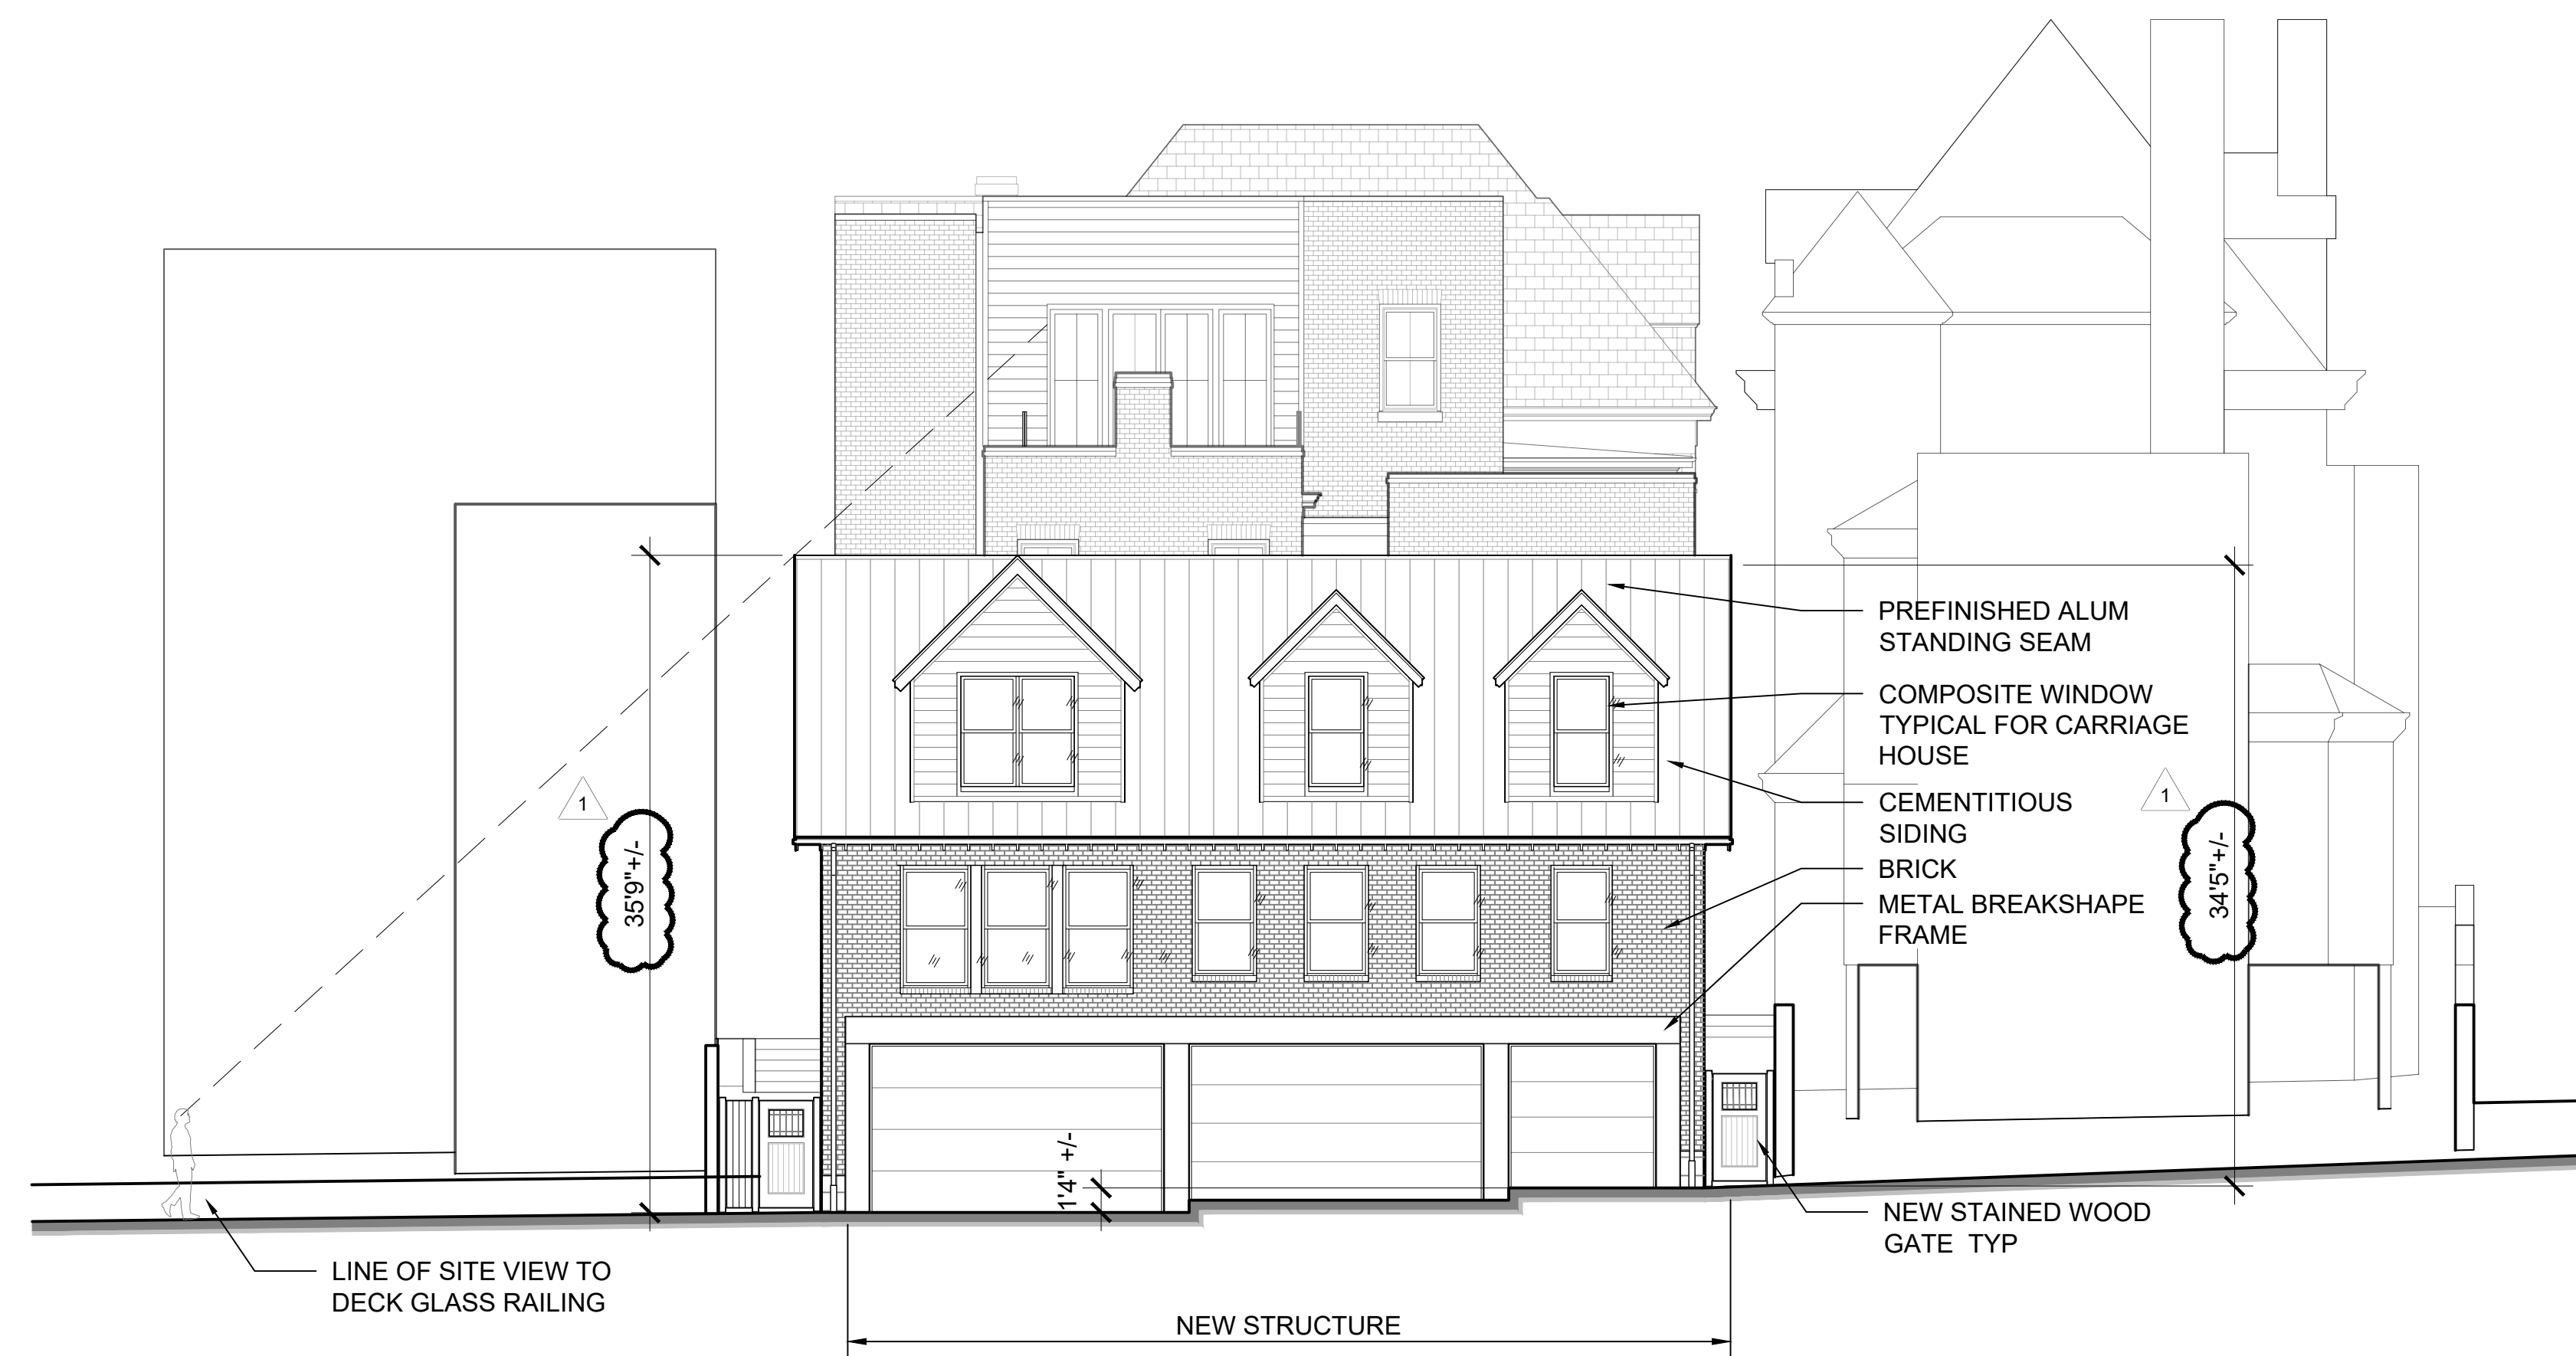 PREFINISHED ALUM
STANDING SEAM
COMPOSITE WINDOW
TYPICAL FOR CARRIAGE
HOUSE
1
1
CEMENTITIOUS
SIDING
35'9"+/-
34'5"+/-
BRICK
METAL BREAKSHAPE
FRAME
1'4" +/-
NEW STAINED WOOD
GATE TYP
LINE OF SITE VIEW TO
DECK GLASS RAILING
NEW STRUCTURE